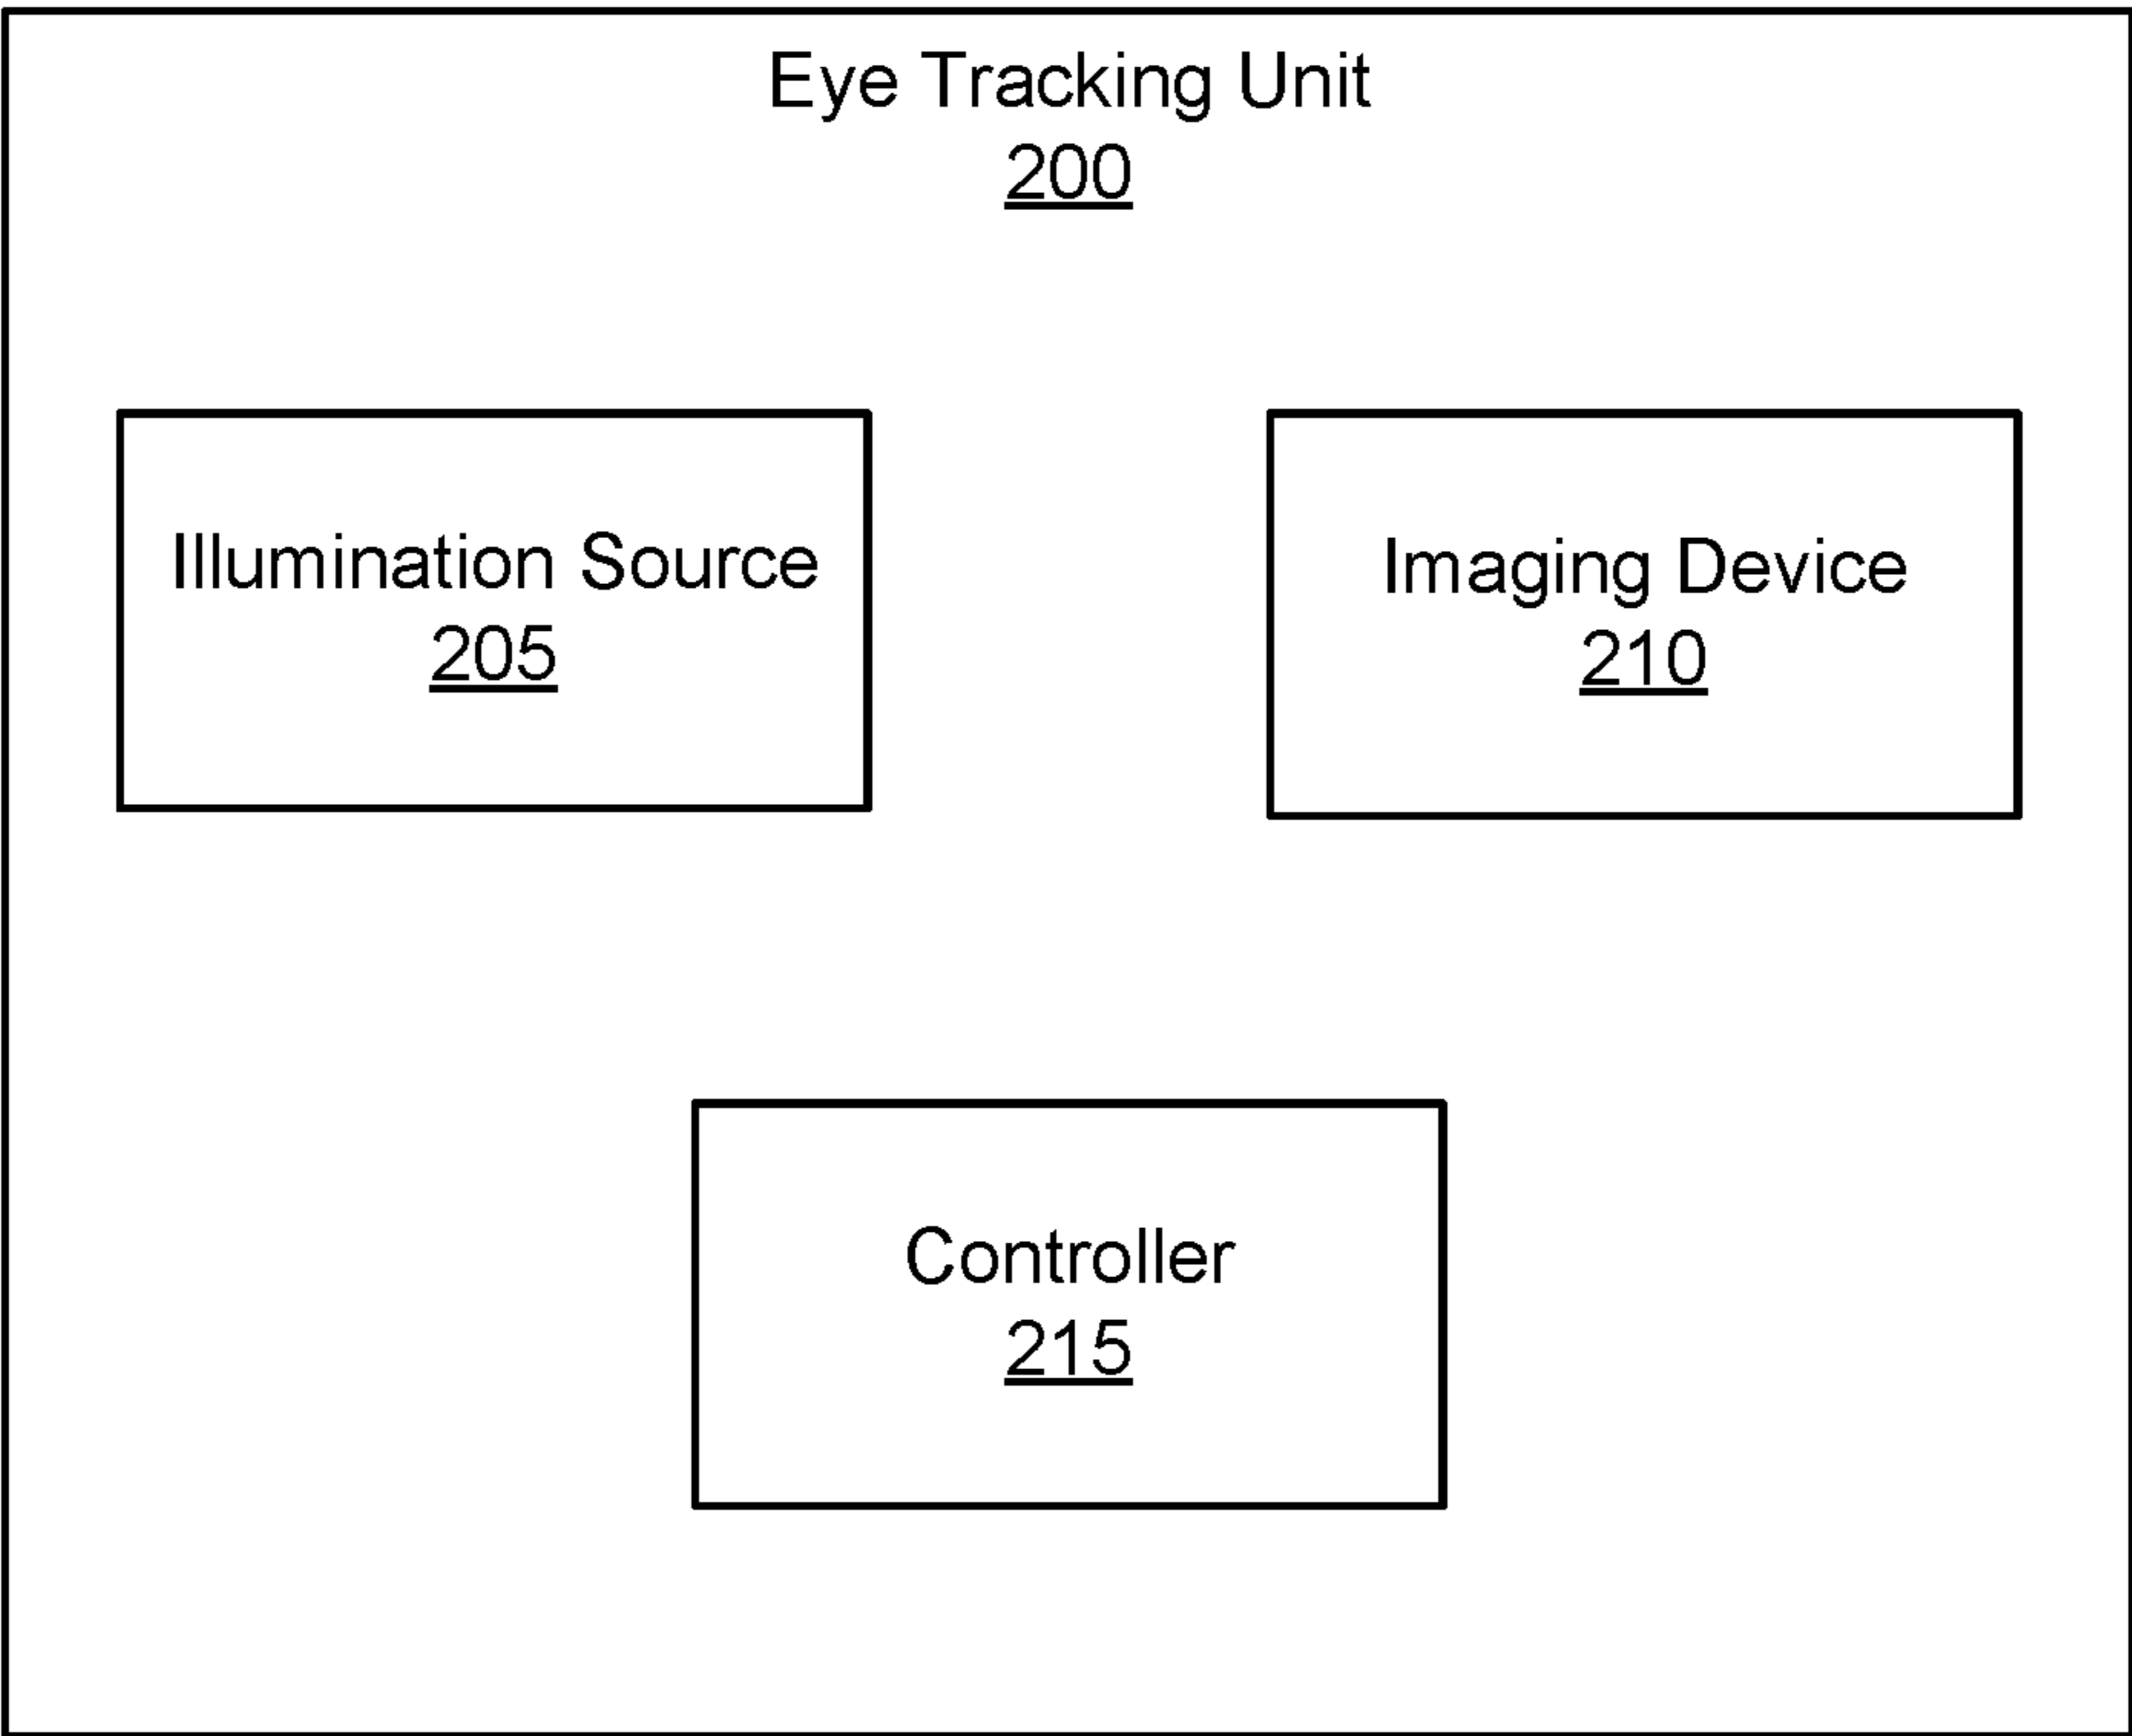 Eye Tracking Unit
200
Illumination Source
205
Imaging Device
210
Controller
215